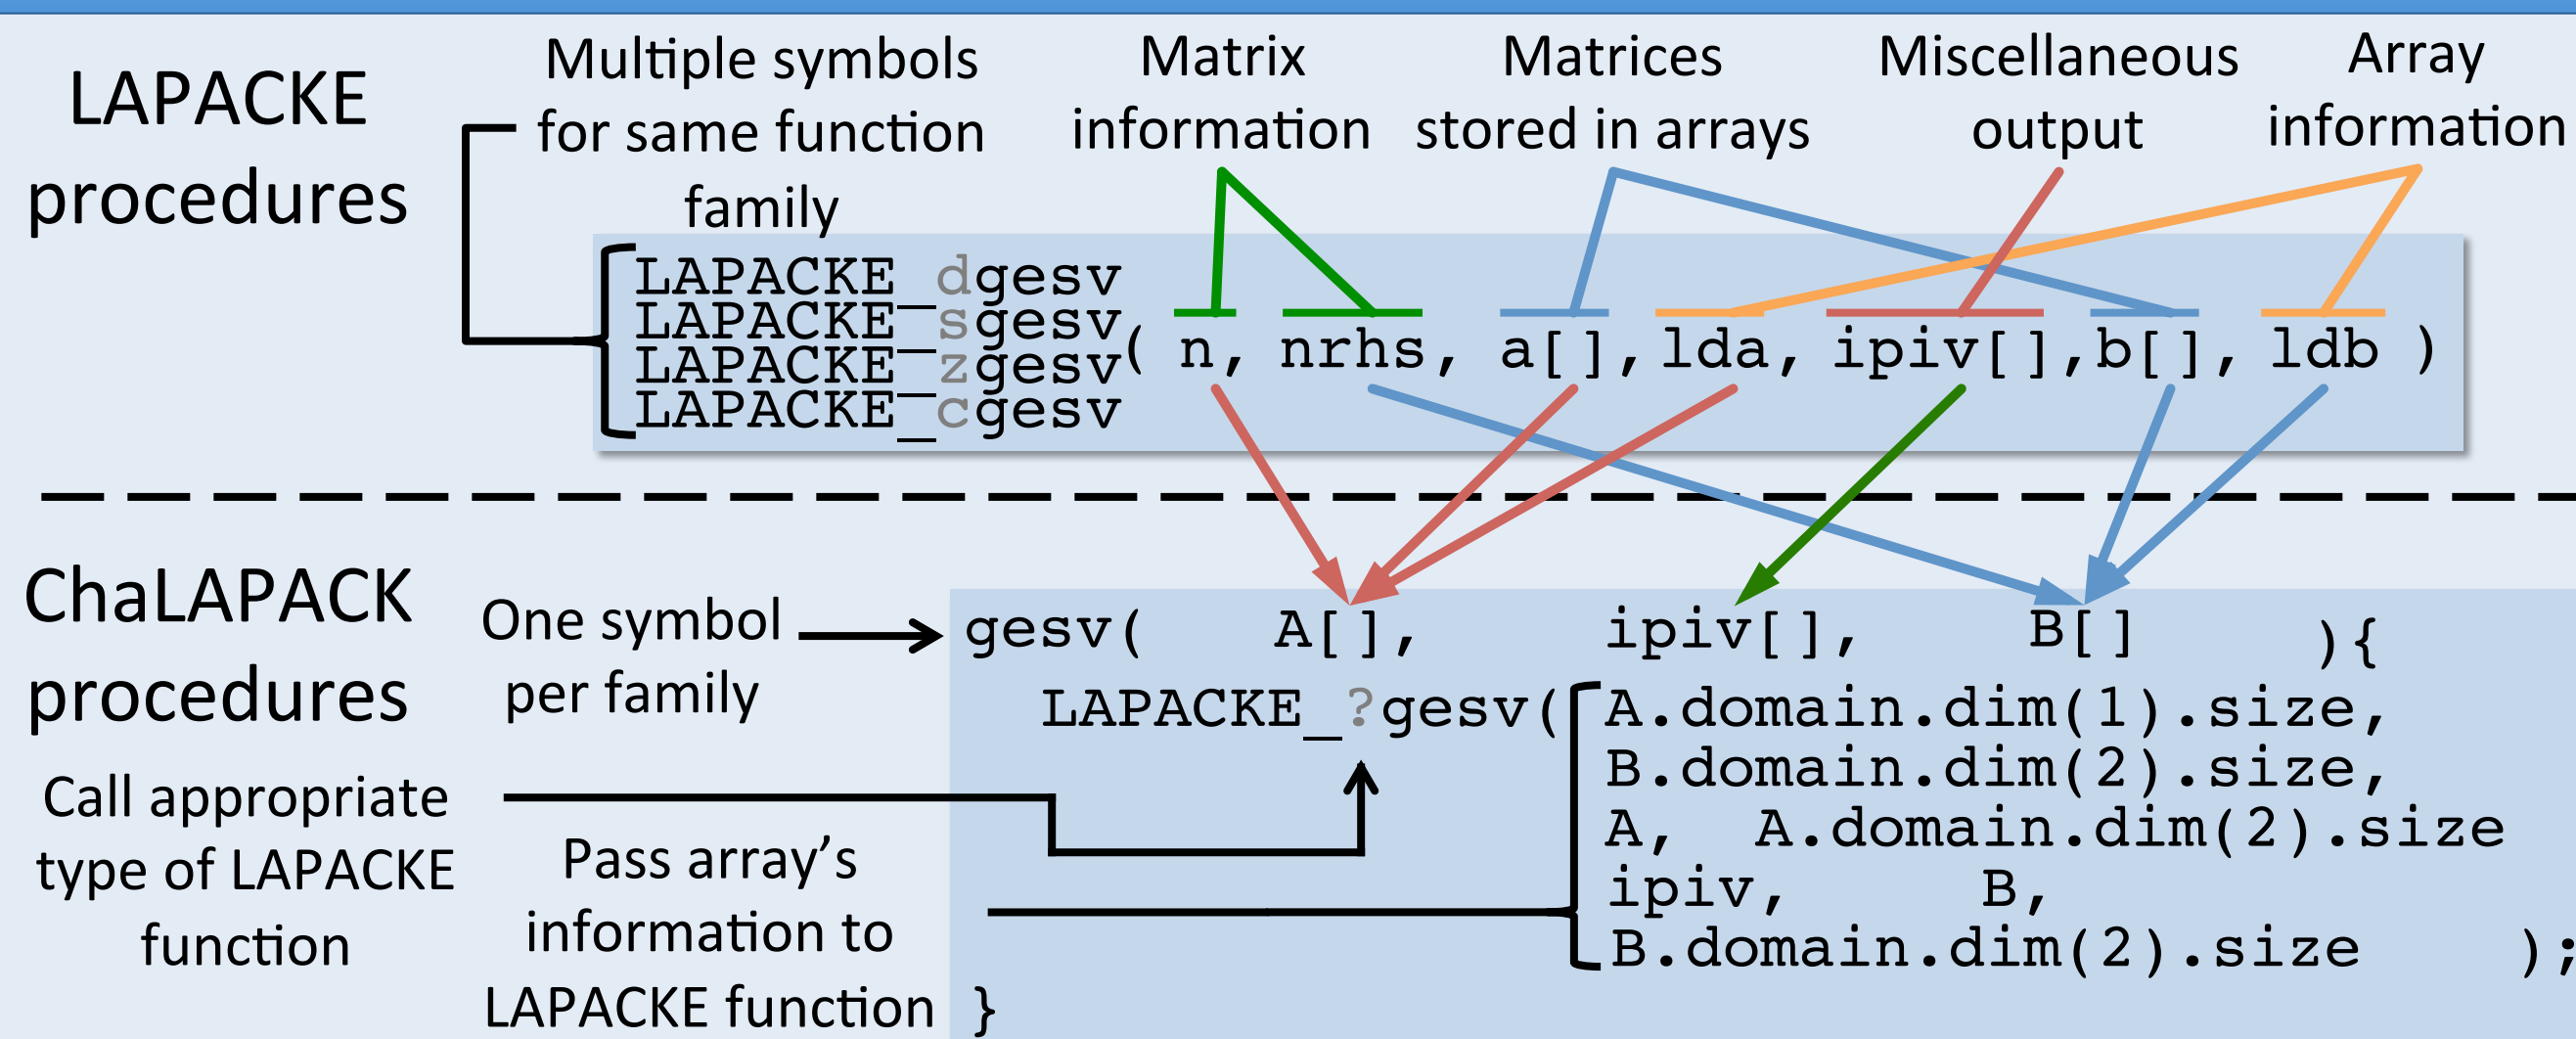 LAPACKE
procedures
Multiple symbols
for same function
family
Matrix
information
Matrices
stored in arrays
Miscellaneous
output
Array
information
LAPACKE_dgesv
LAPACKE_sgesv
LAPACKE_zgesv
LAPACKE_cgesv
( n, nrhs, a[], lda, ipiv[], b[], ldb )
ChaLAPACK
procedures
One symbol
per family
Call appropriate
type of LAPACKE
function
Pass array’s
information to
LAPACKE function
gesv( A[], ipiv[], B[] ){
LAPACKE_?gesv( A.domain.dim(1).size,
B.domain.dim(2).size,
A, A.domain.dim(2).size
ipiv, B,
B.domain.dim(2).size );
}